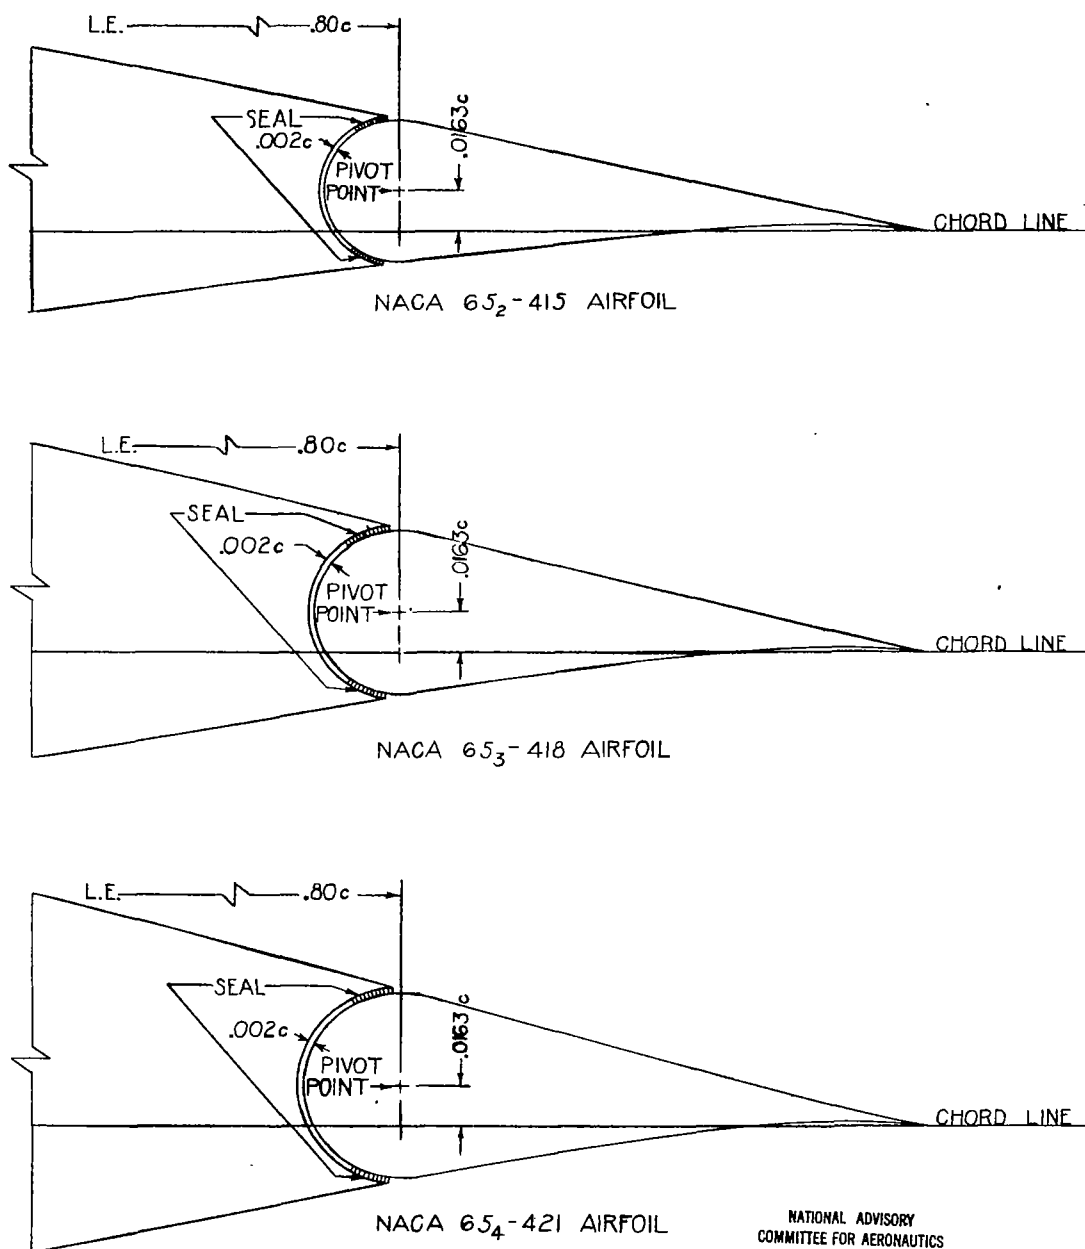 L.E. .80c
SEAL
.002c
.0163c
PIVOT
POINT
CHORD LINE
NACA 65₂-415 AIRFOIL
L.E. .80c
SEAL
.002c
.0163c
PIVOT
POINT
CHORD LINE
NACA 65₃-418 AIRFOIL
L.E. .80c
SEAL
.002c
.0163c
PIVOT
POINT
CHORD LINE
NACA 65₄-421 AIRFOIL
NATIONAL ADVISORY
COMMITTEE FOR AERONAUTICS